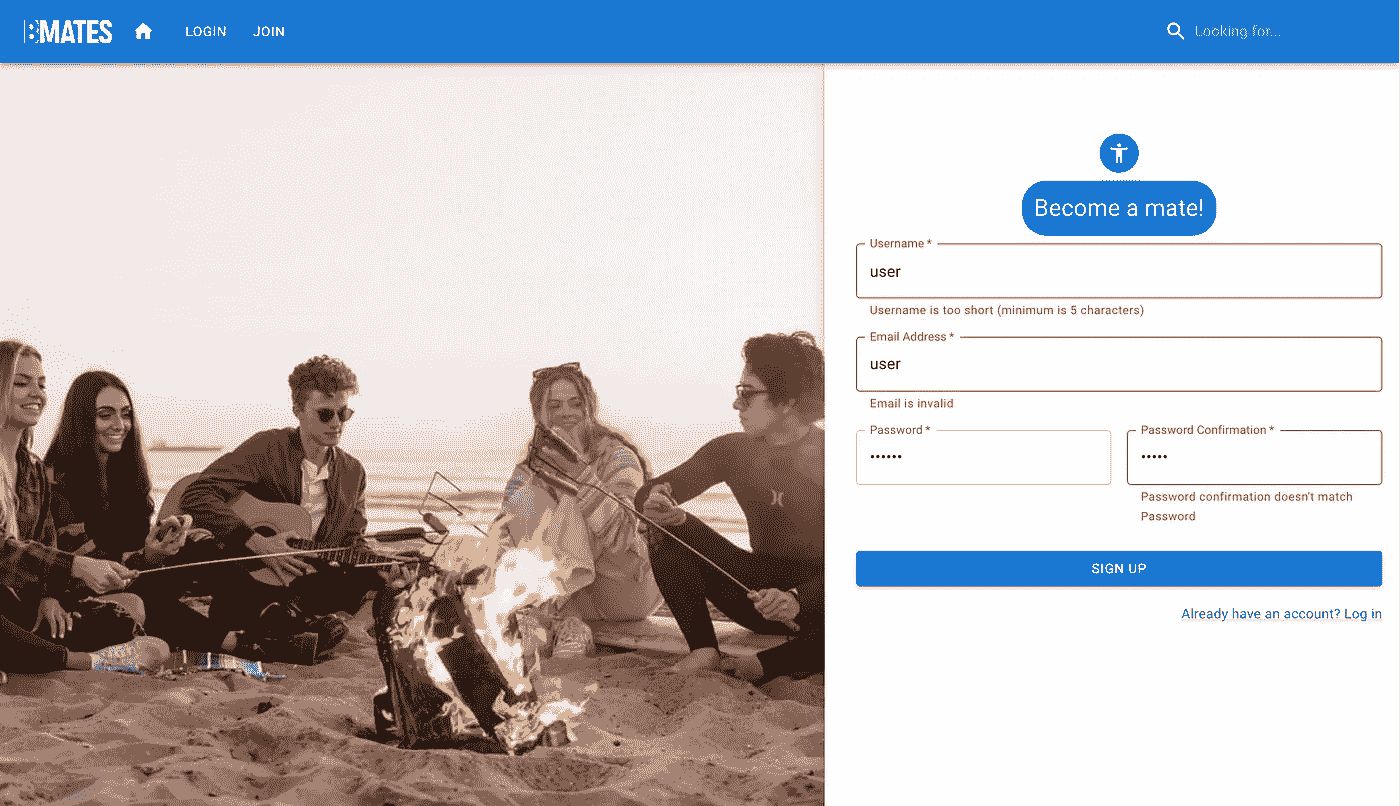 BMATES
LOGIN
JOIN
Looking for...
Become a mate!
Username *
user
Username is too short (minimum is 5 characters)
Email Address *
user
Email is invalid
Password *
••••••
Password Confirmation *
•••••
Password confirmation doesn't match
Password
SIGN UP
Already have an account? Log in